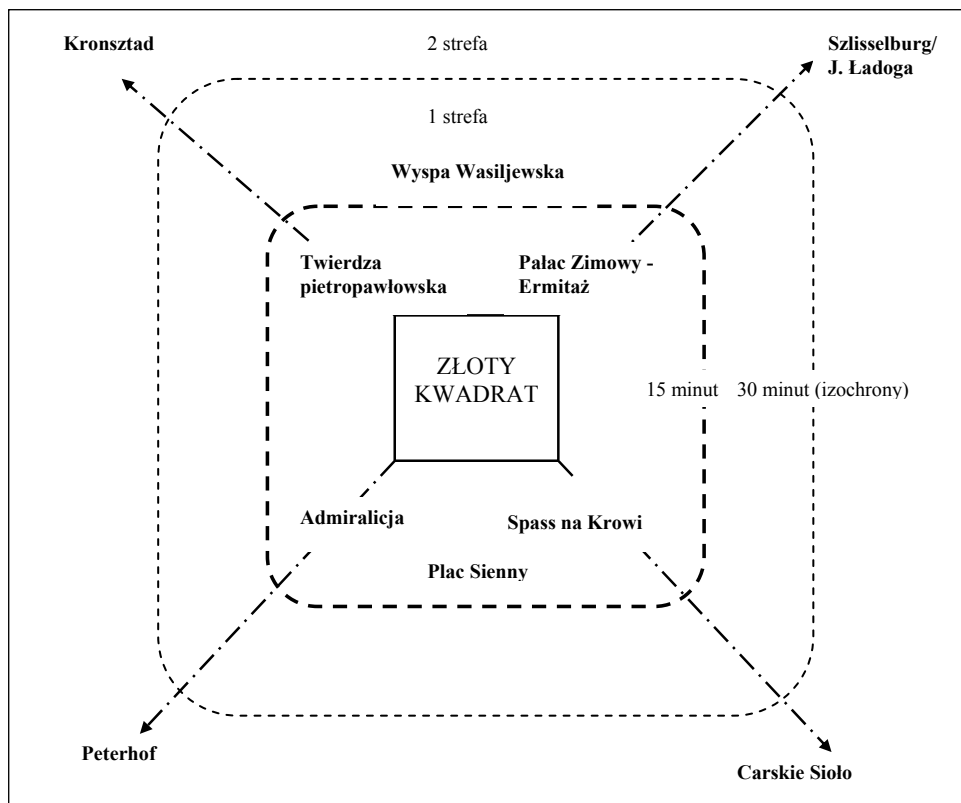 Kronsztad
2 strefa
Szlisselburg/
J. Ładoga
1 strefa
Wyspa Wasiljewska
Twierdza
pietropawłowska
Pałac Zimowy -
Ermitaż
ZŁOTY
KWADRAT
15 minut
30 minut (izochrony)
Admiralicja
Spass na Krowi
Plac Sienny
Peterhof
Carskie Sioło